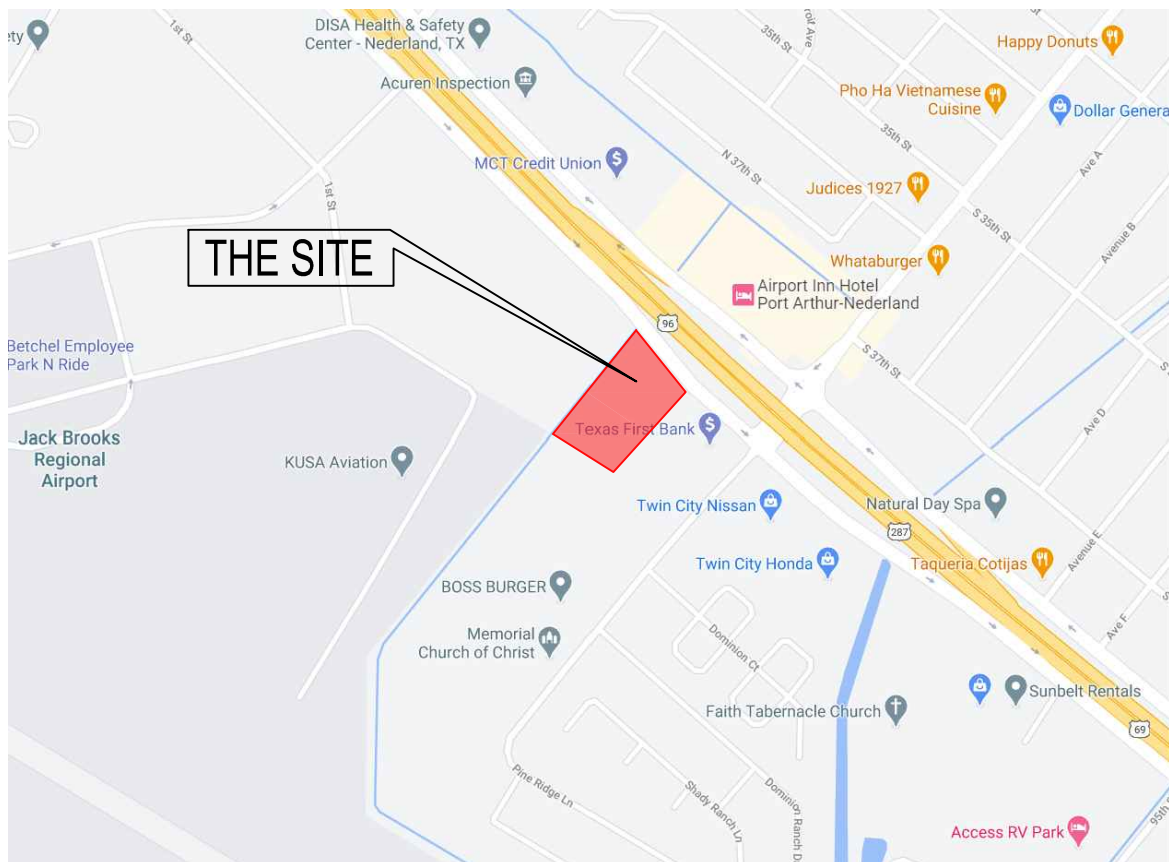 ety
1st St
DISA Health & Safety
Center - Nederland, TX
Acuren Inspection
35th St
Happy Donuts
Pho Ha Vietnamese
Cuisine
Dollar Genera
35th St
Ave A
MCT Credit Union
N 37th St
Judices 1927
1st St
S 35th St
Avenue B
THE SITE
Whataburger
Airport Inn Hotel
Port Arthur-Nederland
96
S 37th St
Betchel Employee
Park N Ride
Ave D
Jack Brooks
Regional
Airport
Texas First Bank
KUSA Aviation
Twin City Nissan
Natural Day Spa
287
Avenue E
Twin City Honda
Taqueria Cotijas
BOSS BURGER
Ave F
Memorial
Church of Christ
Dominion Ct
Sunbelt Rentals
Faith Tabernacle Church
69
Pine Ridge Ln
Shady Ranch Ln
Dominion Ranch D
95th S
Access RV Park